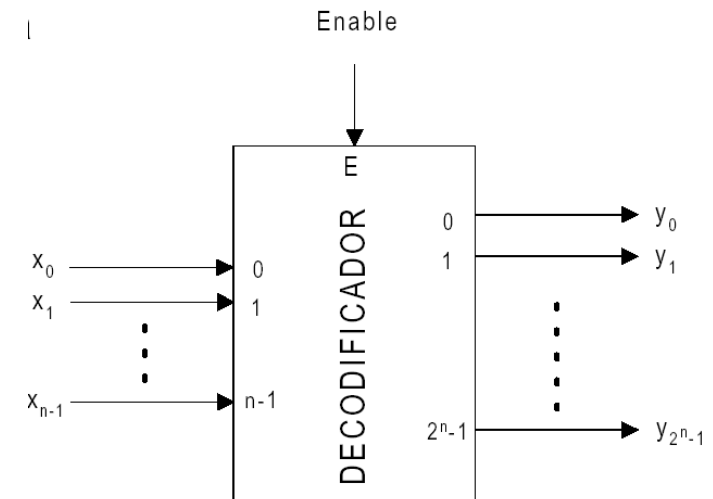 Enable
E
DECODIFICADOR
x₀
x₁
xₙ₋₁
0
1
n-1
0
1
2ⁿ-1
y₀
y₁
y₂ⁿ₋₁